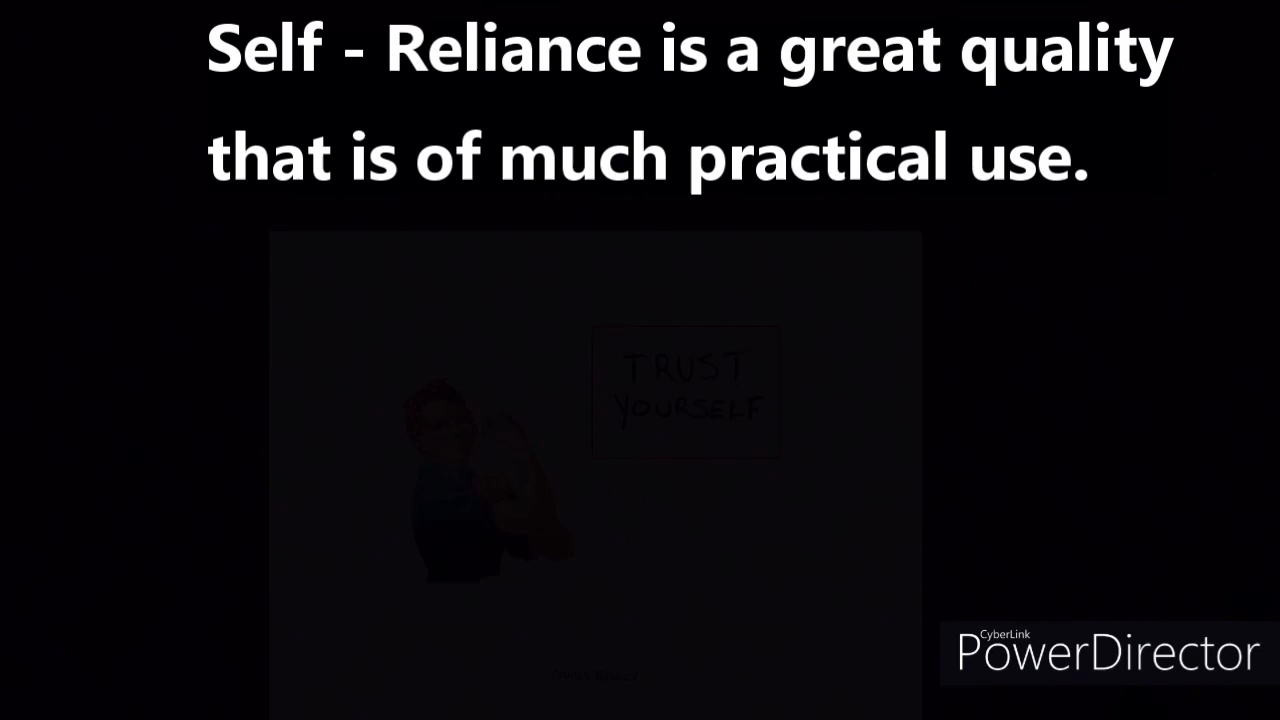 Self - Reliance is a great quality
that is of much practical use.
TRUST
YOURSELF
CyberLink
PowerDirector